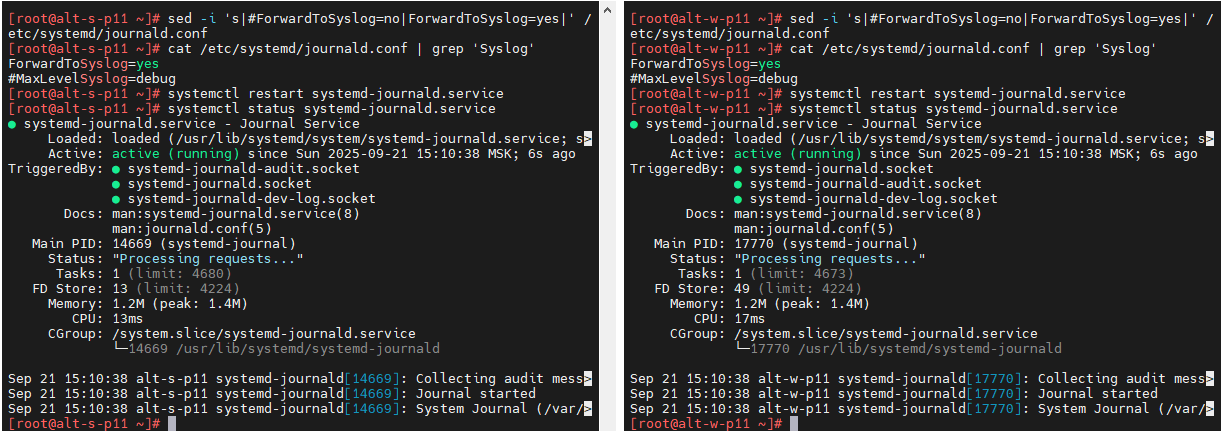 [root@alt-s-p11 ~]# sed -i 's|#ForwardToSyslog=no|ForwardToSyslog=yes|' /
etc/systemd/journald.conf
[root@alt-s-p11 ~]# cat /etc/systemd/journald.conf | grep 'Syslog'
ForwardToSyslog=yes
#MaxLevelSyslog=debug
[root@alt-s-p11 ~]# systemctl restart systemd-journald.service
[root@alt-s-p11 ~]# systemctl status systemd-journald.service
● systemd-journald.service - Journal Service
Loaded: loaded (/usr/lib/systemd/system/systemd-journald.service; s>
Active: active (running) since Sun 2025-09-21 15:10:38 MSK; 6s ago
TriggeredBy: ● systemd-journald-audit.socket
● systemd-journald.socket
● systemd-journald-dev-log.socket
Docs: man:systemd-journald.service(8)
man:journald.conf(5)
Main PID: 14669 (systemd-journal)
Status: "Processing requests..."
Tasks: 1 (limit: 4680)
FD Store: 13 (limit: 4224)
Memory: 1.2M (peak: 1.4M)
CPU: 13ms
CGroup: /system.slice/systemd-journald.service
└─14669 /usr/lib/systemd/systemd-journald
Sep 21 15:10:38 alt-s-p11 systemd-journald[14669]: Collecting audit mess>
Sep 21 15:10:38 alt-s-p11 systemd-journald[14669]: Journal started
Sep 21 15:10:38 alt-s-p11 systemd-journald[14669]: System Journal (/var/>
[root@alt-s-p11 ~]#
[root@alt-w-p11 ~]# sed -i 's|#ForwardToSyslog=no|ForwardToSyslog=yes|' /
etc/systemd/journald.conf
[root@alt-w-p11 ~]# cat /etc/systemd/journald.conf | grep 'Syslog'
ForwardToSyslog=yes
#MaxLevelSyslog=debug
[root@alt-w-p11 ~]# systemctl restart systemd-journald.service
[root@alt-w-p11 ~]# systemctl status systemd-journald.service
● systemd-journald.service - Journal Service
Loaded: loaded (/usr/lib/systemd/system/systemd-journald.service; s>
Active: active (running) since Sun 2025-09-21 15:10:38 MSK; 6s ago
TriggeredBy: ● systemd-journald.socket
● systemd-journald-audit.socket
● systemd-journald-dev-log.socket
Docs: man:systemd-journald.service(8)
man:journald.conf(5)
Main PID: 17770 (systemd-journal)
Status: "Processing requests..."
Tasks: 1 (limit: 4673)
FD Store: 49 (limit: 4224)
Memory: 1.2M (peak: 1.4M)
CPU: 17ms
CGroup: /system.slice/systemd-journald.service
└─17770 /usr/lib/systemd/systemd-journald
Sep 21 15:10:38 alt-w-p11 systemd-journald[17770]: Collecting audit mess>
Sep 21 15:10:38 alt-w-p11 systemd-journald[17770]: Journal started
Sep 21 15:10:38 alt-w-p11 systemd-journald[17770]: System Journal (/var/>
[root@alt-w-p11 ~]#